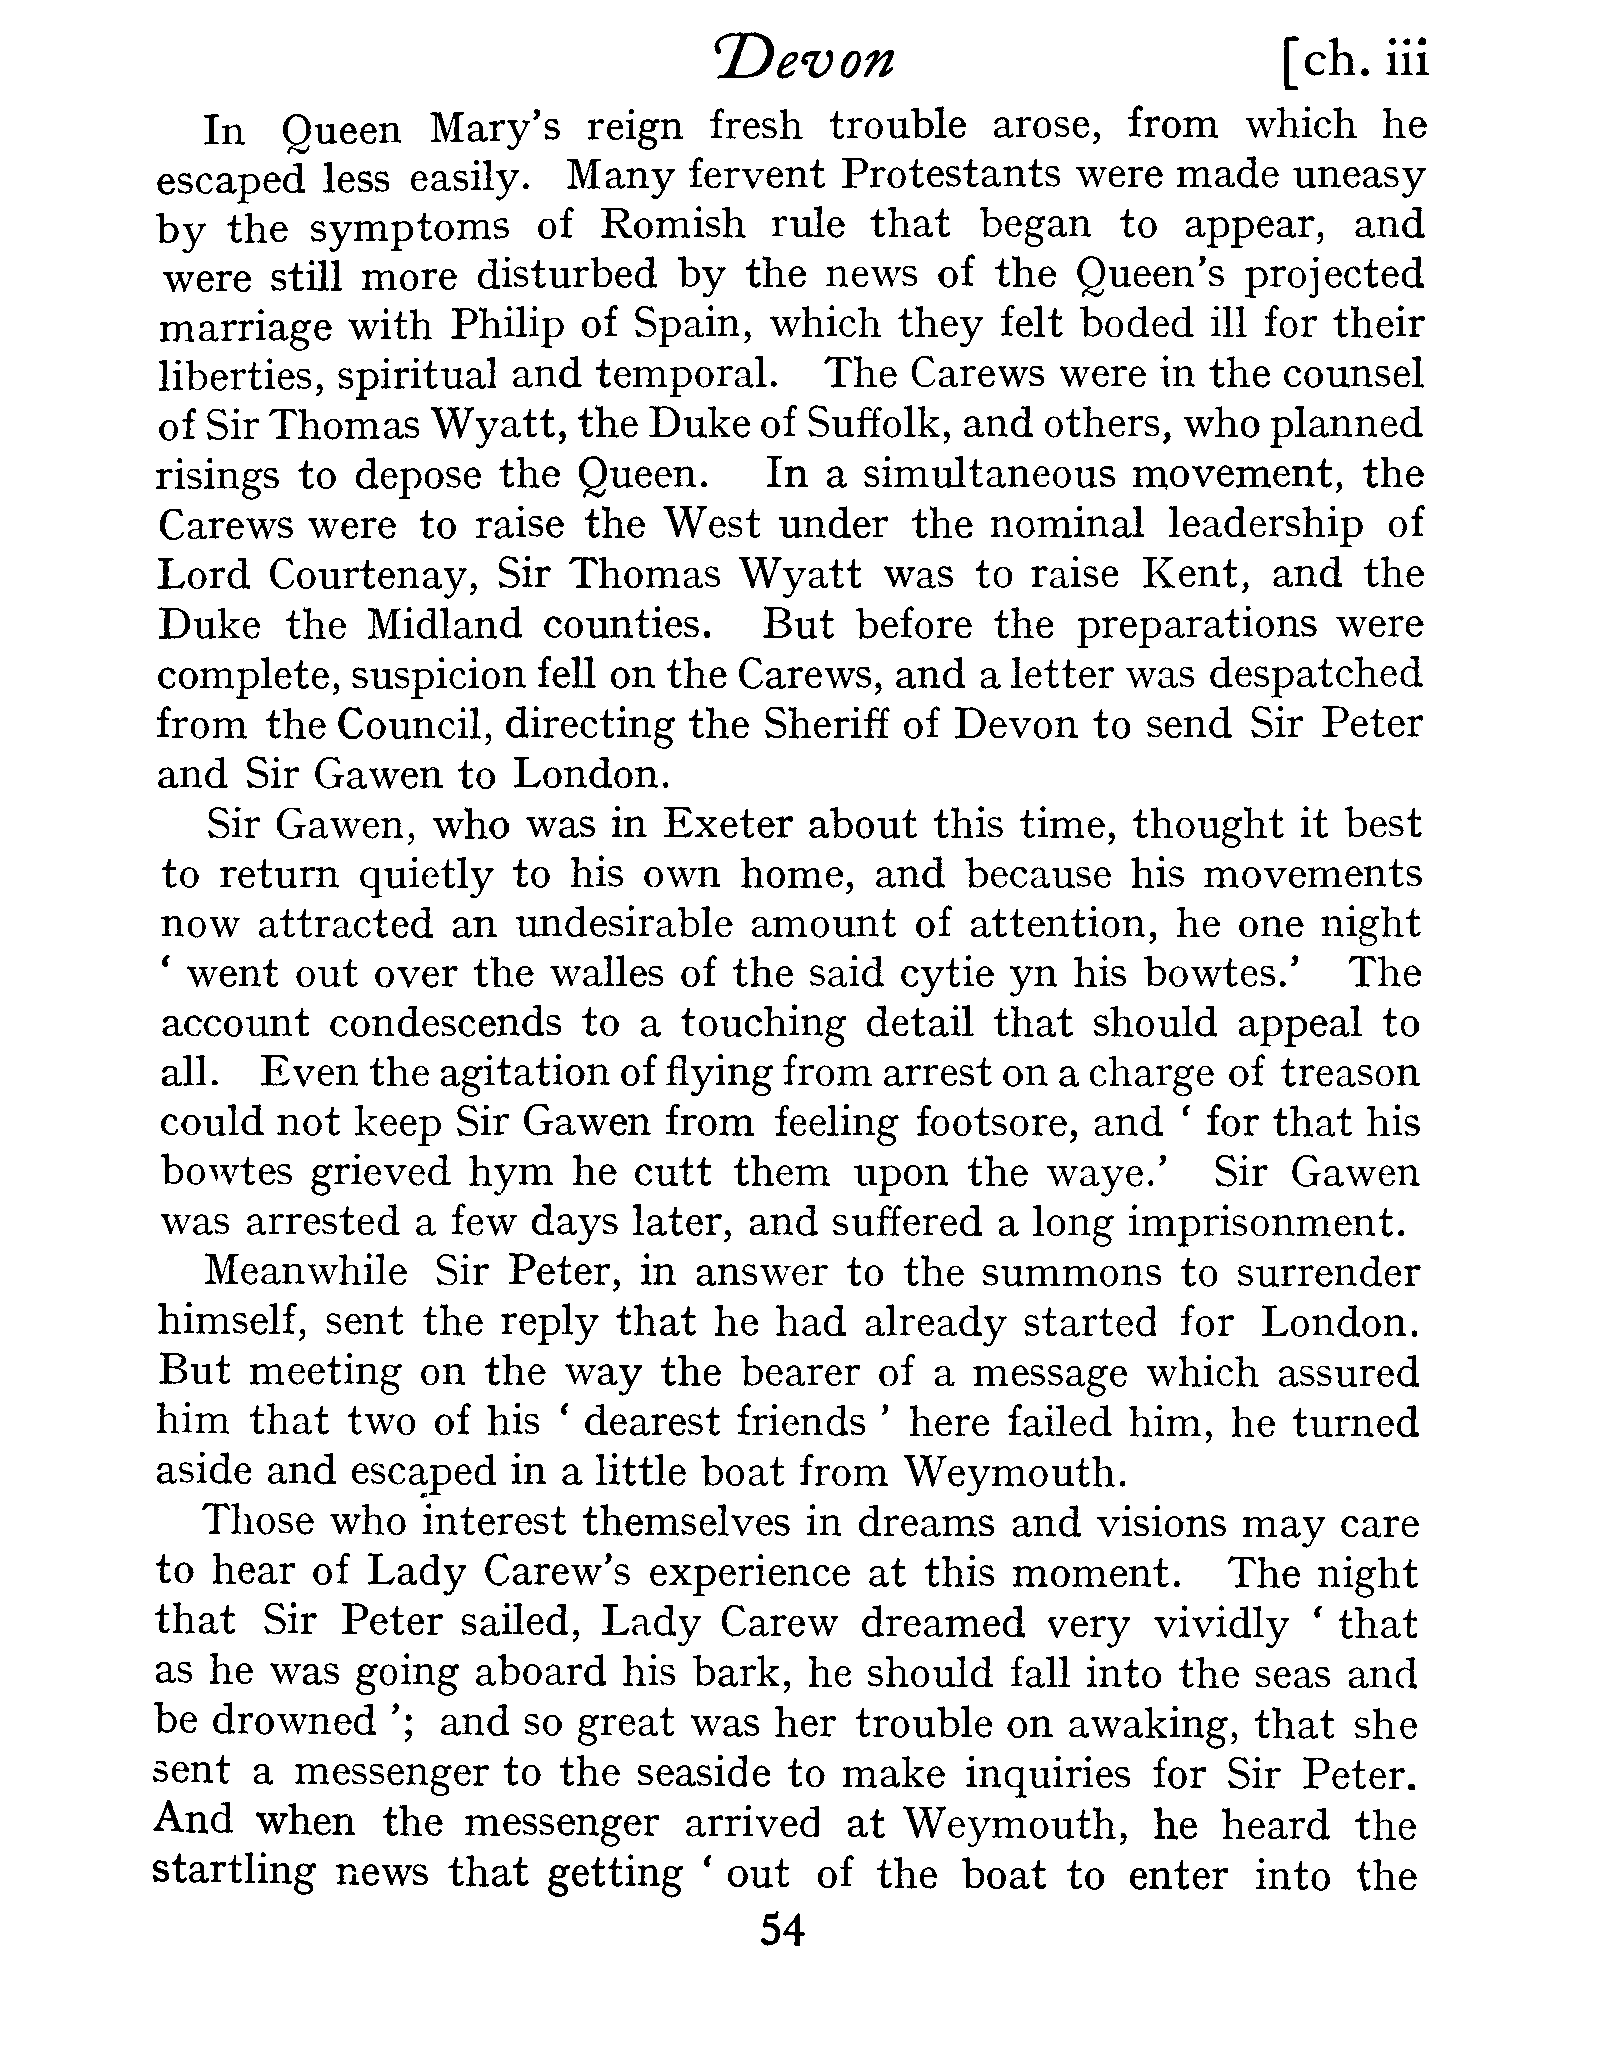 Devon [ch. iii
In Queen Mary's reign fresh trouble arose, from which he
escaped less easily. Many fervent Protestants were made uneasy
by the symptoms of Romish rule that began to appear, and
were still more disturbed by the news of the Queen's projected
marriage with Philip of Spain, which they felt boded ill for their
liberties, spiritual and temporal. The Carews were in the counsel
of Sir Thomas Wyatt, the Duke of Suffolk, and others, who planned
risings to depose the Queen. In a simultaneous movement, the
Carews were to raise the West under the nominal leadership of
Lord Courtenay, Sir Thomas Wyatt was to raise Kent, and the
Duke the Midland counties. But before the preparations were
complete, suspicion fell on the Carews, and a letter was despatched
from the Council, directing the Sheriff of Devon to send Sir Peter
and Sir Gawen to London.
Sir Gawen, who was in Exeter about this time, thought it best
to return quietly to his own home, and because his movements
now attracted an undesirable amount of attention, he one night
‘ went out over the walles of the said cytie yn his bowtes.’ The
account condescends to a touching detail that should appeal to
all. Even the agitation of flying from arrest on a charge of treason
could not keep Sir Gawen from feeling footsore, and ‘ for that his
bowtes grieved hym he cutt them upon the waye.’ Sir Gawen
was arrested a few days later, and suffered a long imprisonment.
Meanwhile Sir Peter, in answer to the summons to surrender
himself, sent the reply that he had already started for London.
But meeting on the way the bearer of a message which assured
him that two of his ‘ dearest friends ’ here failed him, he turned
aside and escaped in a little boat from Weymouth.
Those who interest themselves in dreams and visions may care
to hear of Lady Carew's experience at this moment. The night
that Sir Peter sailed, Lady Carew dreamed very vividly ‘ that
as he was going aboard his bark, he should fall into the seas and
be drowned ’; and so great was her trouble on awaking, that she
sent a messenger to the seaside to make inquiries for Sir Peter.
And when the messenger arrived at Weymouth, he heard the
startling news that getting ‘ out of the boat to enter into the
54